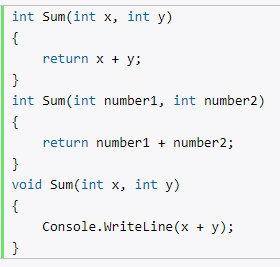 int Sum(int x, int y)
{
    return x + y;
}
int Sum(int number1, int number2)
{
    return number1 + number2;
}
void Sum(int x, int y)
{
    Console.WriteLine(x + y);
}